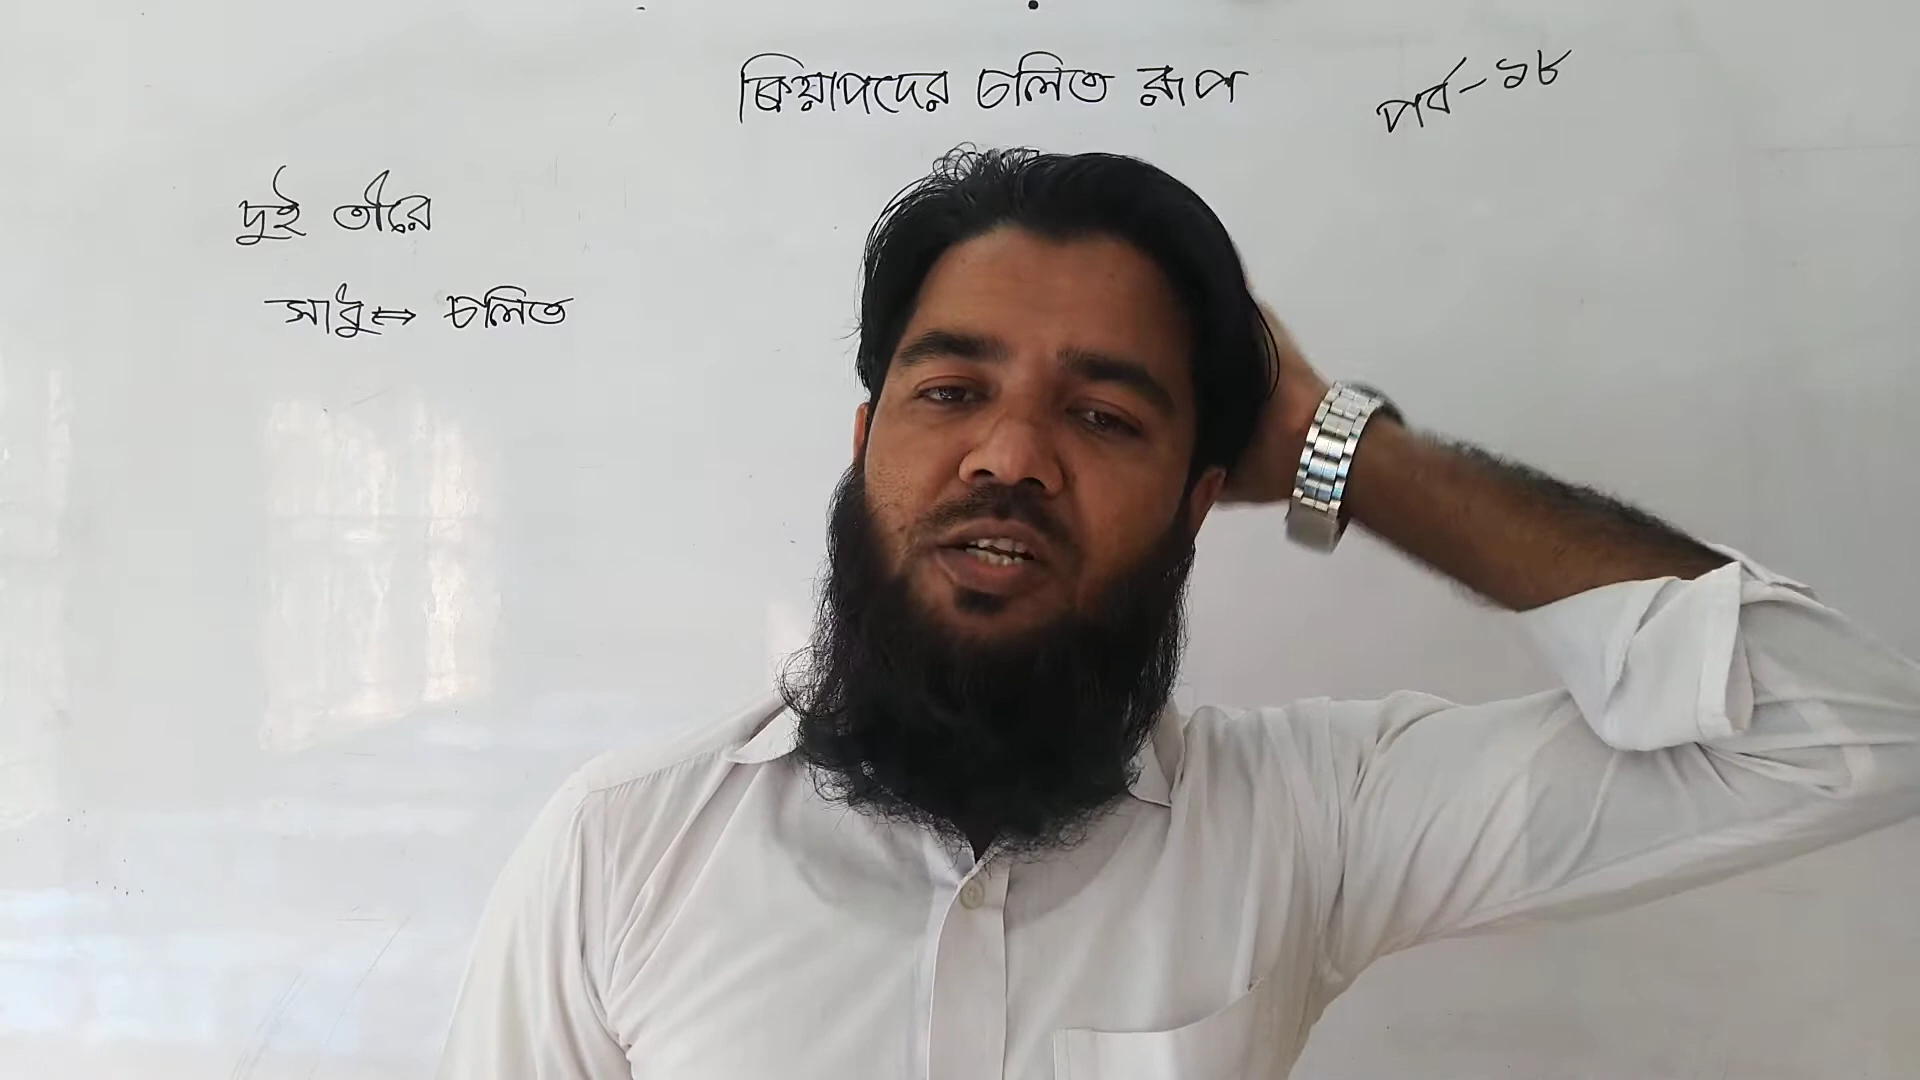 ক্রিয়াপদের চলিত রূপ
পর্ব-১৮
দুই তীরে
সাধু⇔ চলিত